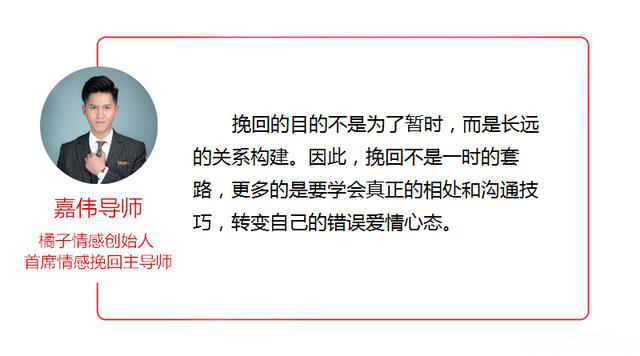 挽回的目的不是为了暂时，而是长远
的关系构建。因此，挽回不是一时的套
路，更多的是要学会真正的相处和沟通技
巧，转变自己的错误爱情心态。
嘉伟导师
橘子情感创始人
首席情感挽回主导师